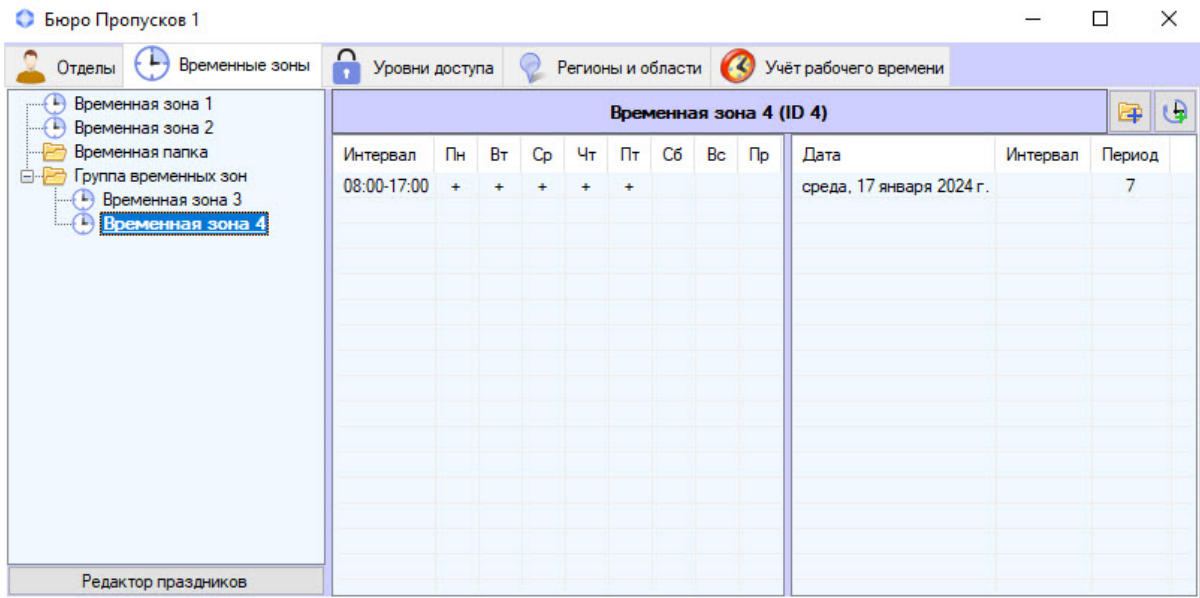 Бюро Пропусков 1
Отделы Временные зоны Уровни доступа Регионы и области Учёт рабочего времени
Временная зона 1
Временная зона 2
Временная папка
Группа временных зон
Временная зона 3
Временная зона 4
Редактор праздников
Временная зона 4 (ID 4)
Интервал Пн Вт Ср Чт Пт Сб Вс Пр
08:00-17:00 + + + + +
Дата Интервал Период
среда, 17 января 2024 г. 7